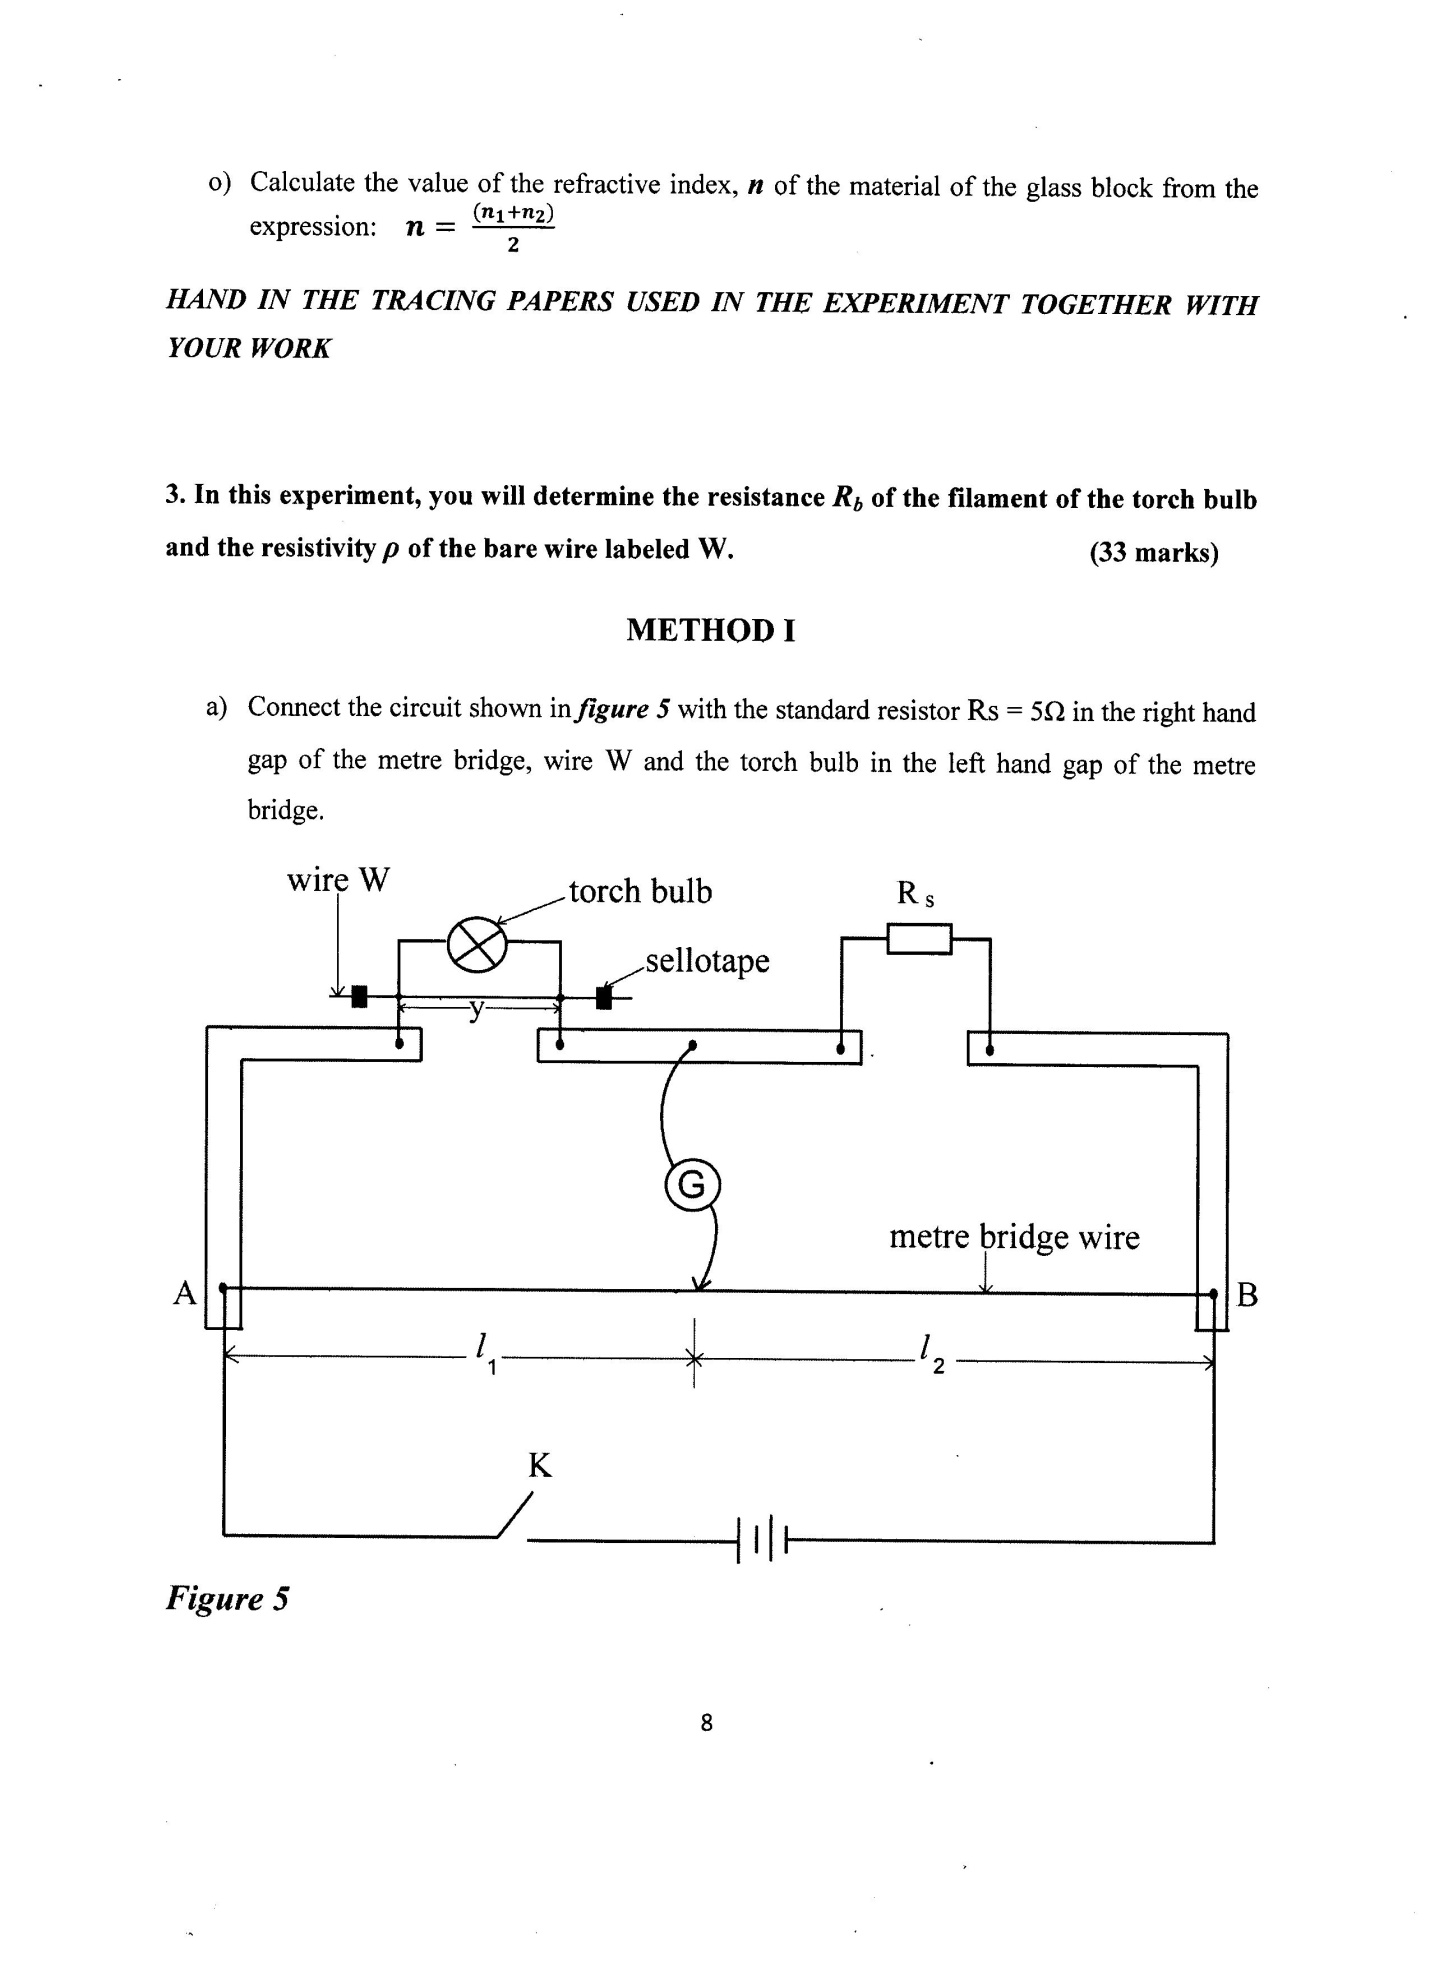 o) Calculate the value of the refractive index, n of the material of the glass block from the
expression: n = (n₁+n₂)/2
HAND IN THE TRACING PAPERS USED IN THE EXPERIMENT TOGETHER WITH
YOUR WORK
3. In this experiment, you will determine the resistance R_b of the filament of the torch bulb
and the resistivity ρ of the bare wire labeled W. (33 marks)
METHOD I
a) Connect the circuit shown in figure 5 with the standard resistor Rs = 5Ω in the right hand
gap of the metre bridge, wire W and the torch bulb in the left hand gap of the metre
bridge.
wire W
torch bulb
R s
sellotape
y
G
metre bridge wire
A
B
l₁
l₂
K
Figure 5
8